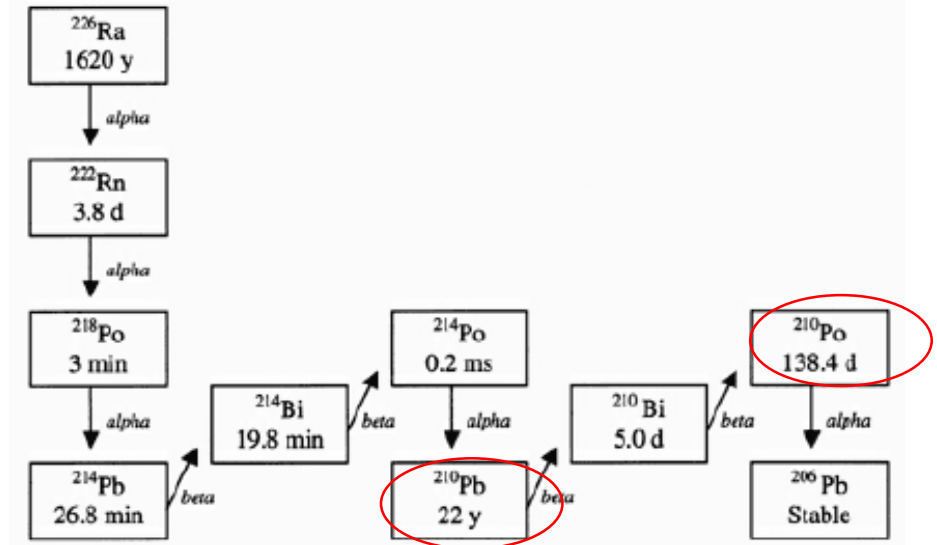 ²²⁶Ra
1620 y
alpha
²²²Rn
3.8 d
alpha
²¹⁸Po
3 min
alpha
²¹⁴Pb
26.8 min
beta
²¹⁴Bi
19.8 min
beta
²¹⁴Po
0.2 ms
alpha
²¹⁰Pb
22 y
beta
²¹⁰Bi
5.0 d
beta
²¹⁰Po
138.4 d
alpha
²⁰⁶Pb
Stable